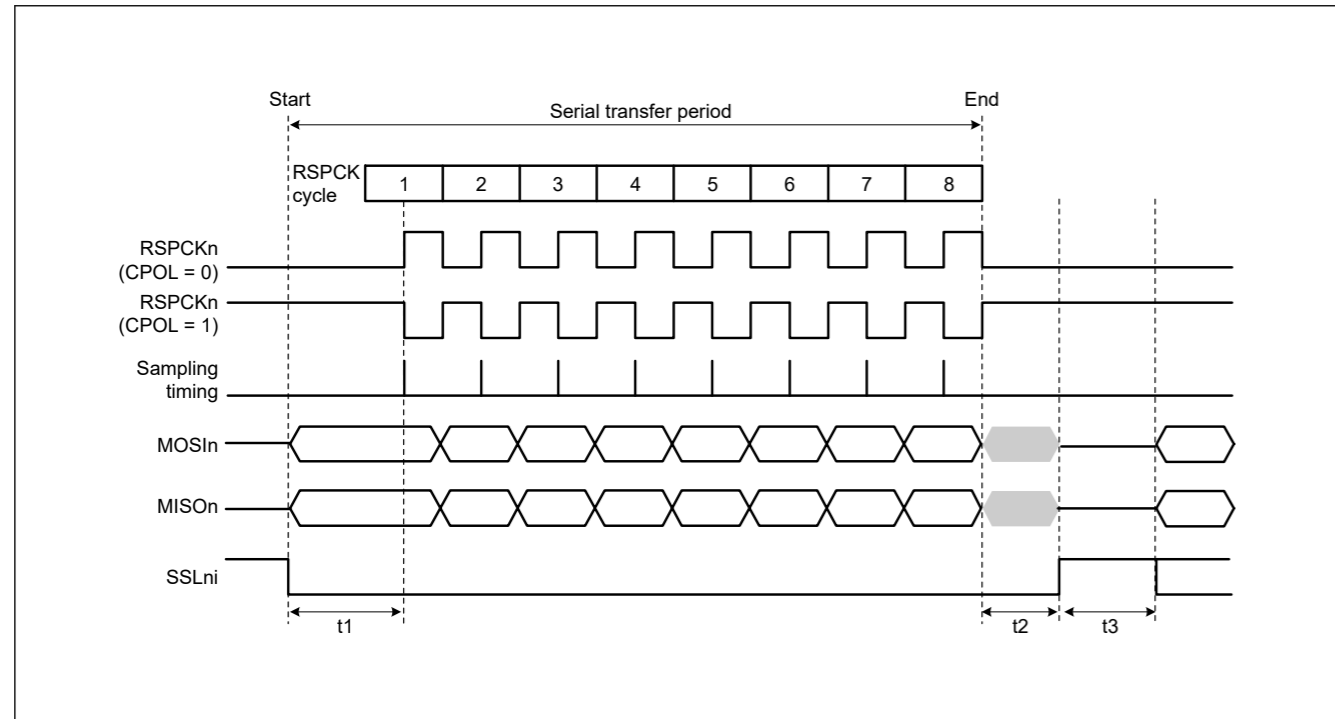 Start
End
Serial transfer period
RSPCK
cycle
1 2 3 4 5 6 7 8
RSPCKn
(CPOL = 0)
RSPCKn
(CPOL = 1)
Sampling
timing
MOSIn
MISOn
SSLni
t1
t2
t3